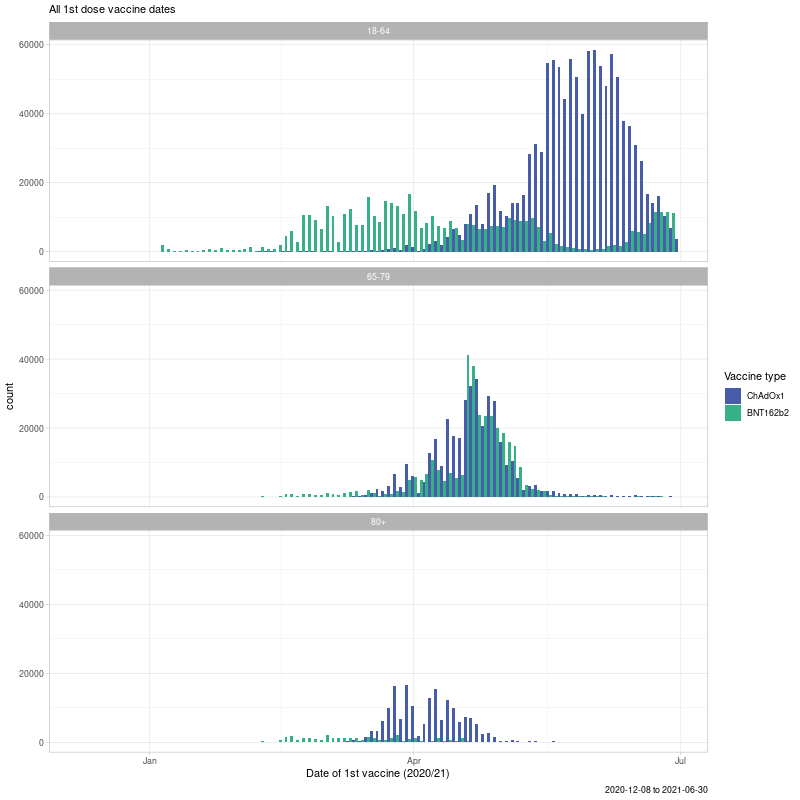 All 1st dose vaccine dates
18-64
60000
40000
20000
0
65-79
60000
40000
20000
0
80+
60000
40000
20000
0
count
Jan
Apr
Jul
Date of 1st vaccine (2020/21)
2020-12-08 to 2021-06-30
Vaccine type
ChAdOx1
BNT162b2